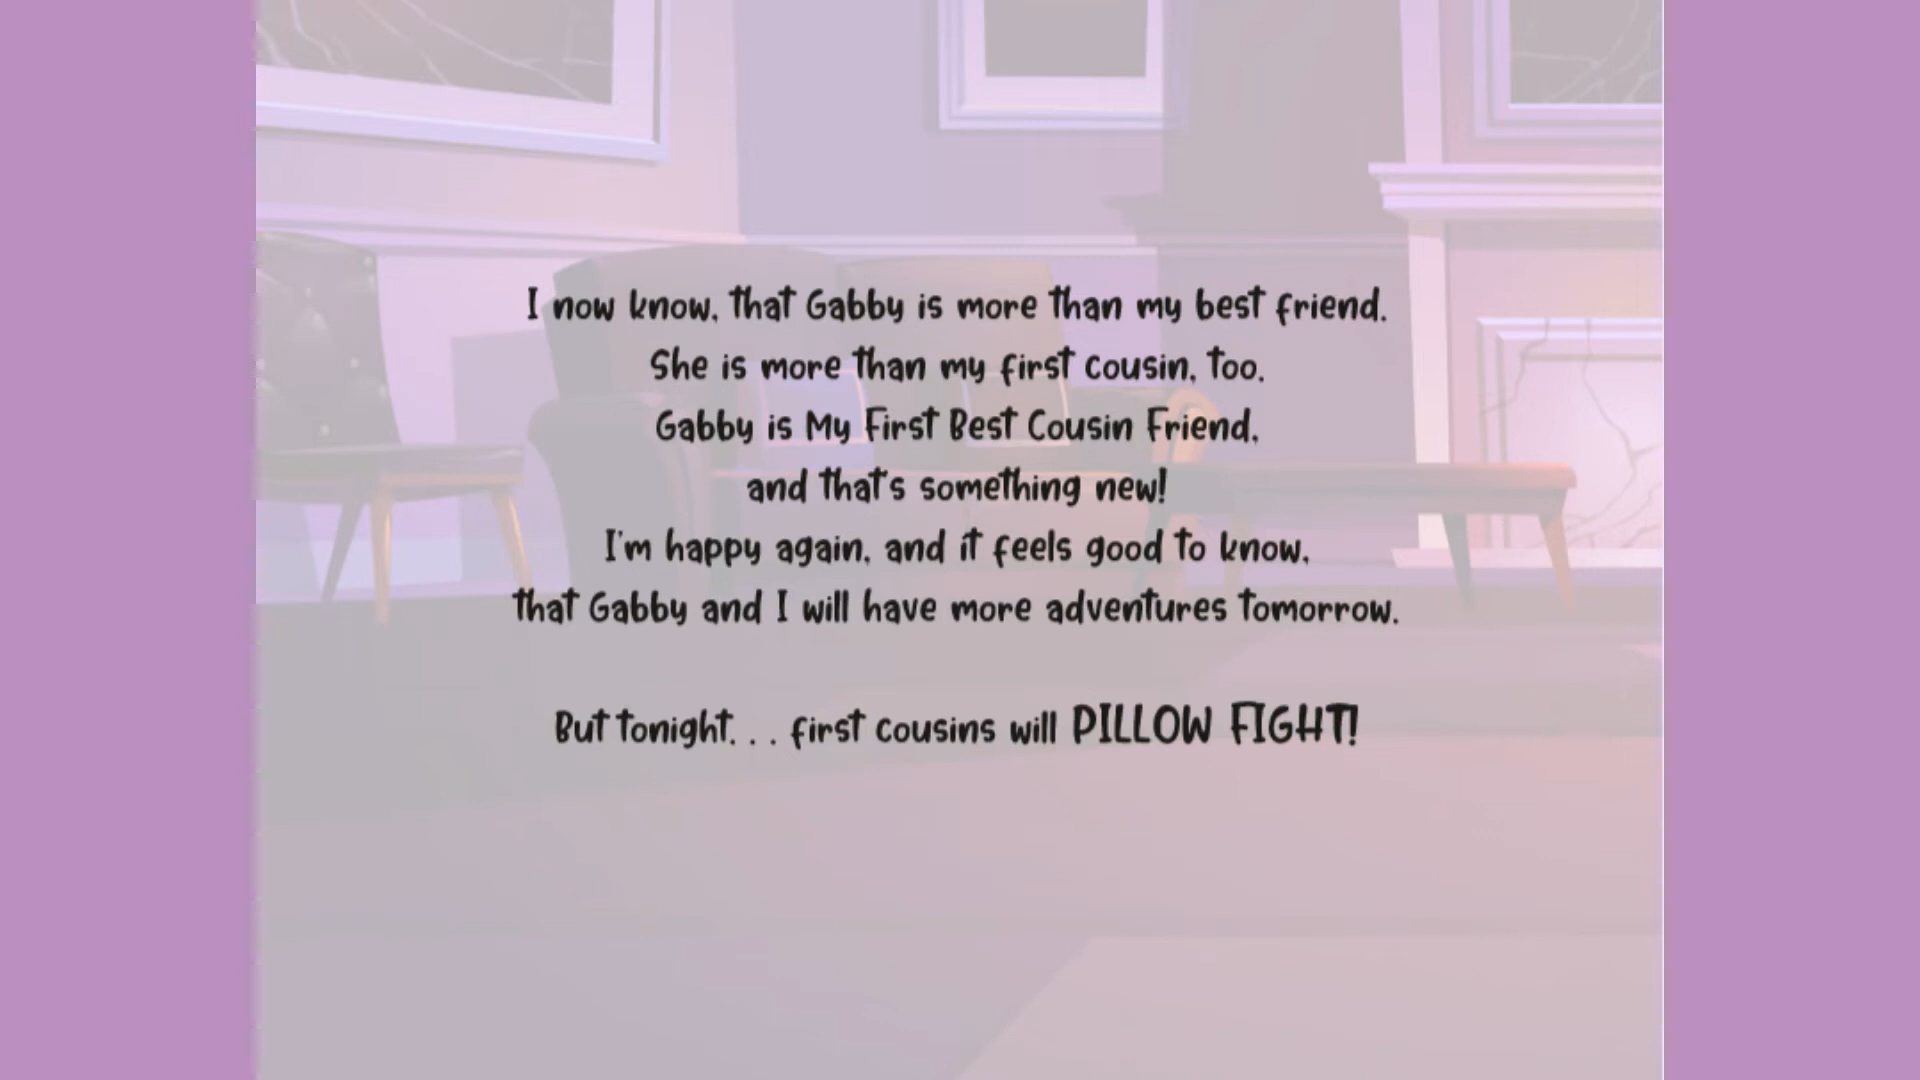 I now know, that Gabby is more than my best friend.
She is more than my first cousin, too.
Gabby is My First Best Cousin Friend,
and that's something new!
I'm happy again, and it feels good to know,
that Gabby and I will have more adventures tomorrow.
But tonight. . . first cousins will PILLOW FIGHT!